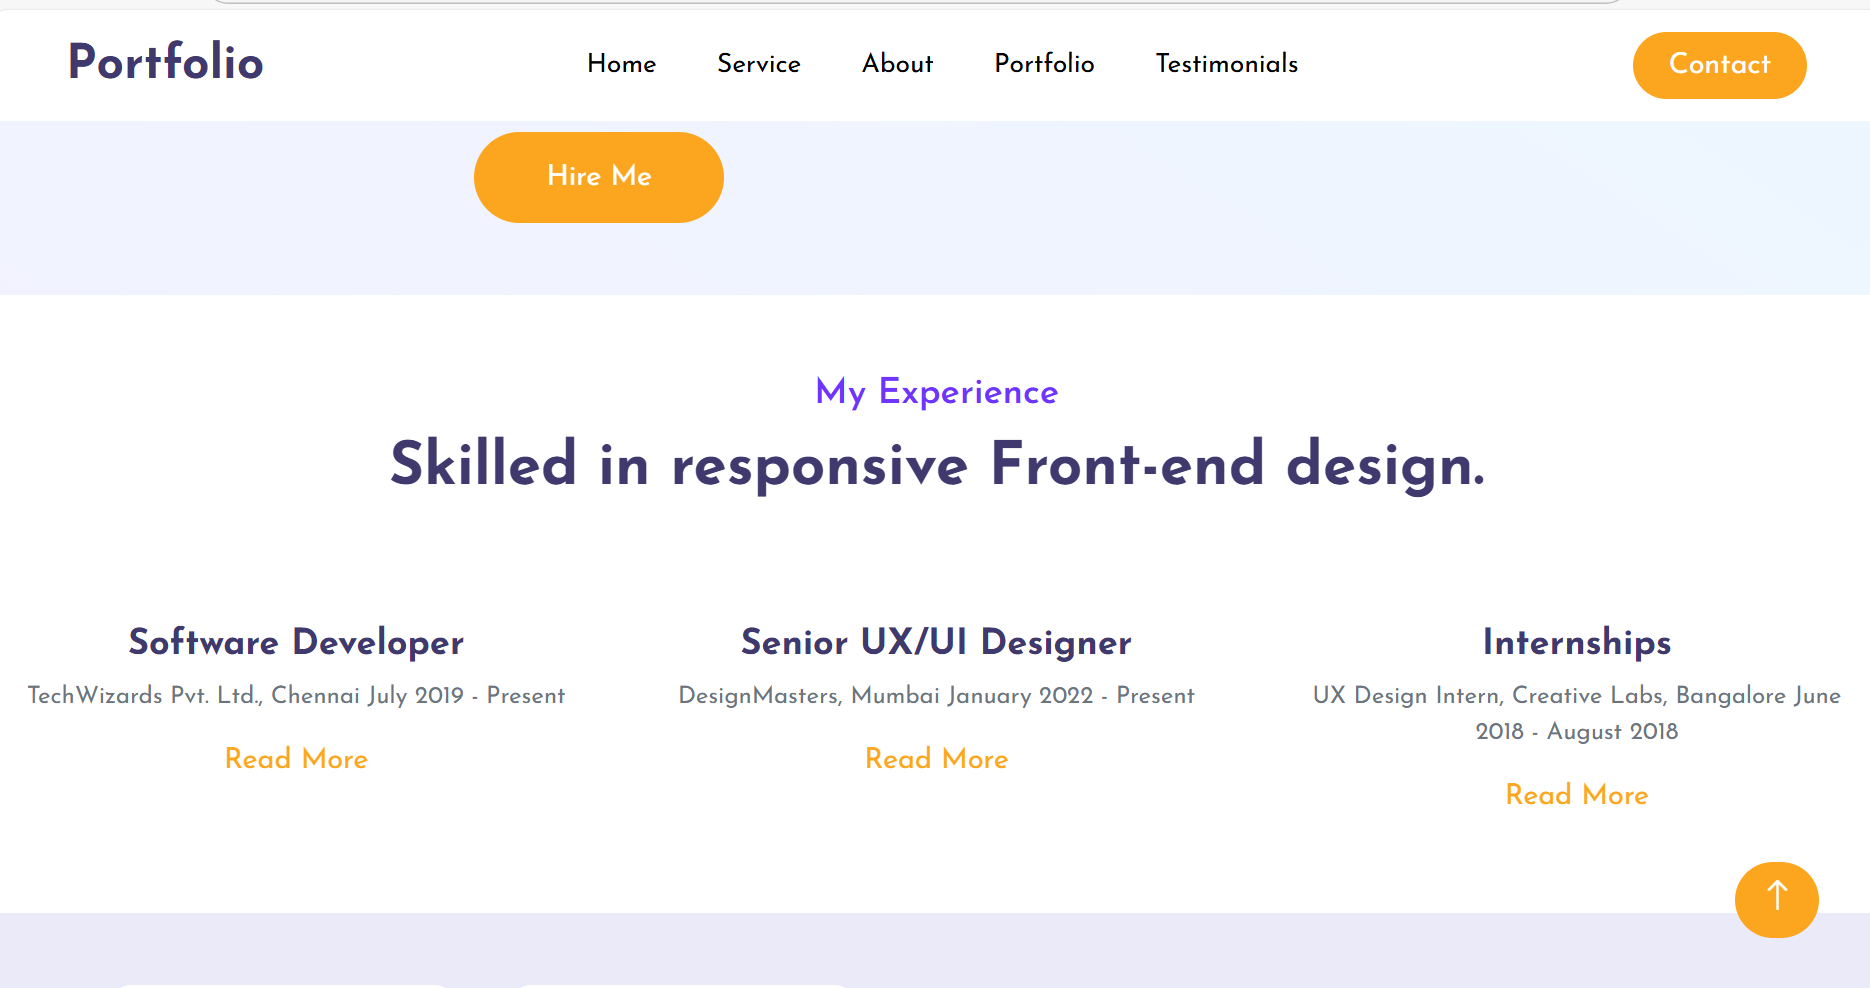 Portfolio
Home Service About Portfolio Testimonials
Contact
Hire Me
My Experience
Skilled in responsive Front-end design.
Software Developer
TechWizards Pvt. Ltd., Chennai July 2019 - Present
Read More
Senior UX/UI Designer
DesignMasters, Mumbai January 2022 - Present
Read More
Internships
UX Design Intern, Creative Labs, Bangalore June
2018 - August 2018
Read More